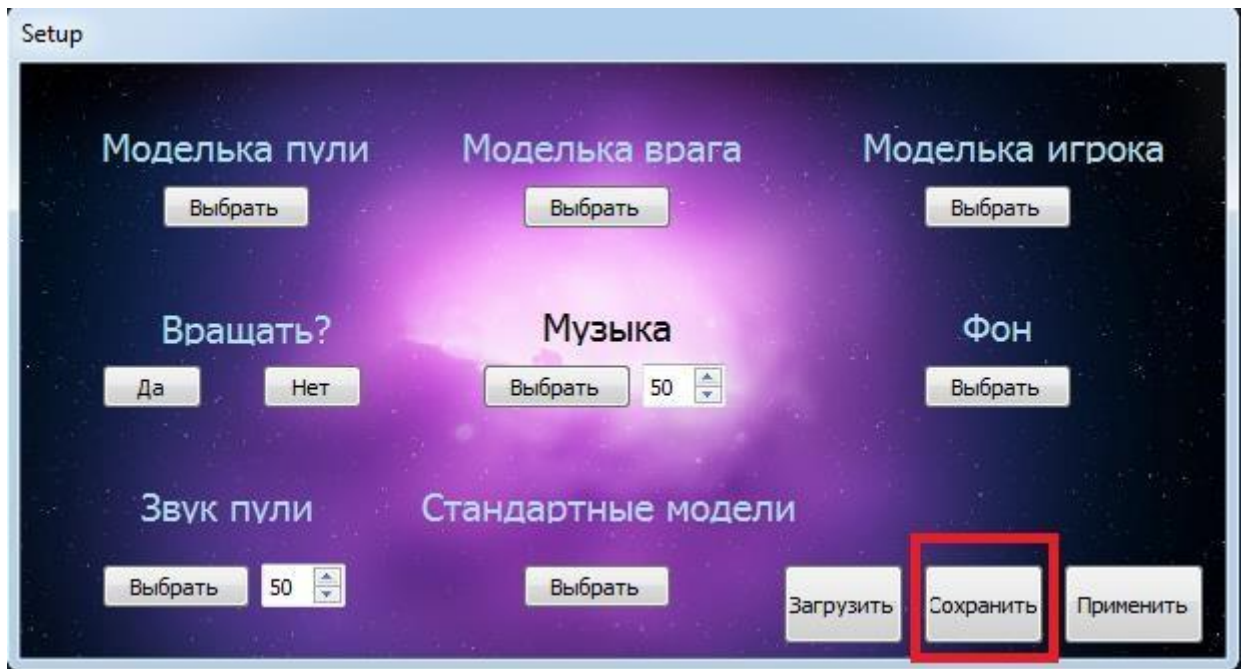 Setup
Моделька пули Моделька врага Моделька игрока
Выбрать Выбрать Выбрать
Вращать? Музыка Фон
Да Нет Выбрать 50 Выбрать
Звук пули Стандартные модели
Выбрать 50 Выбрать Загрузить Сохранить Применить